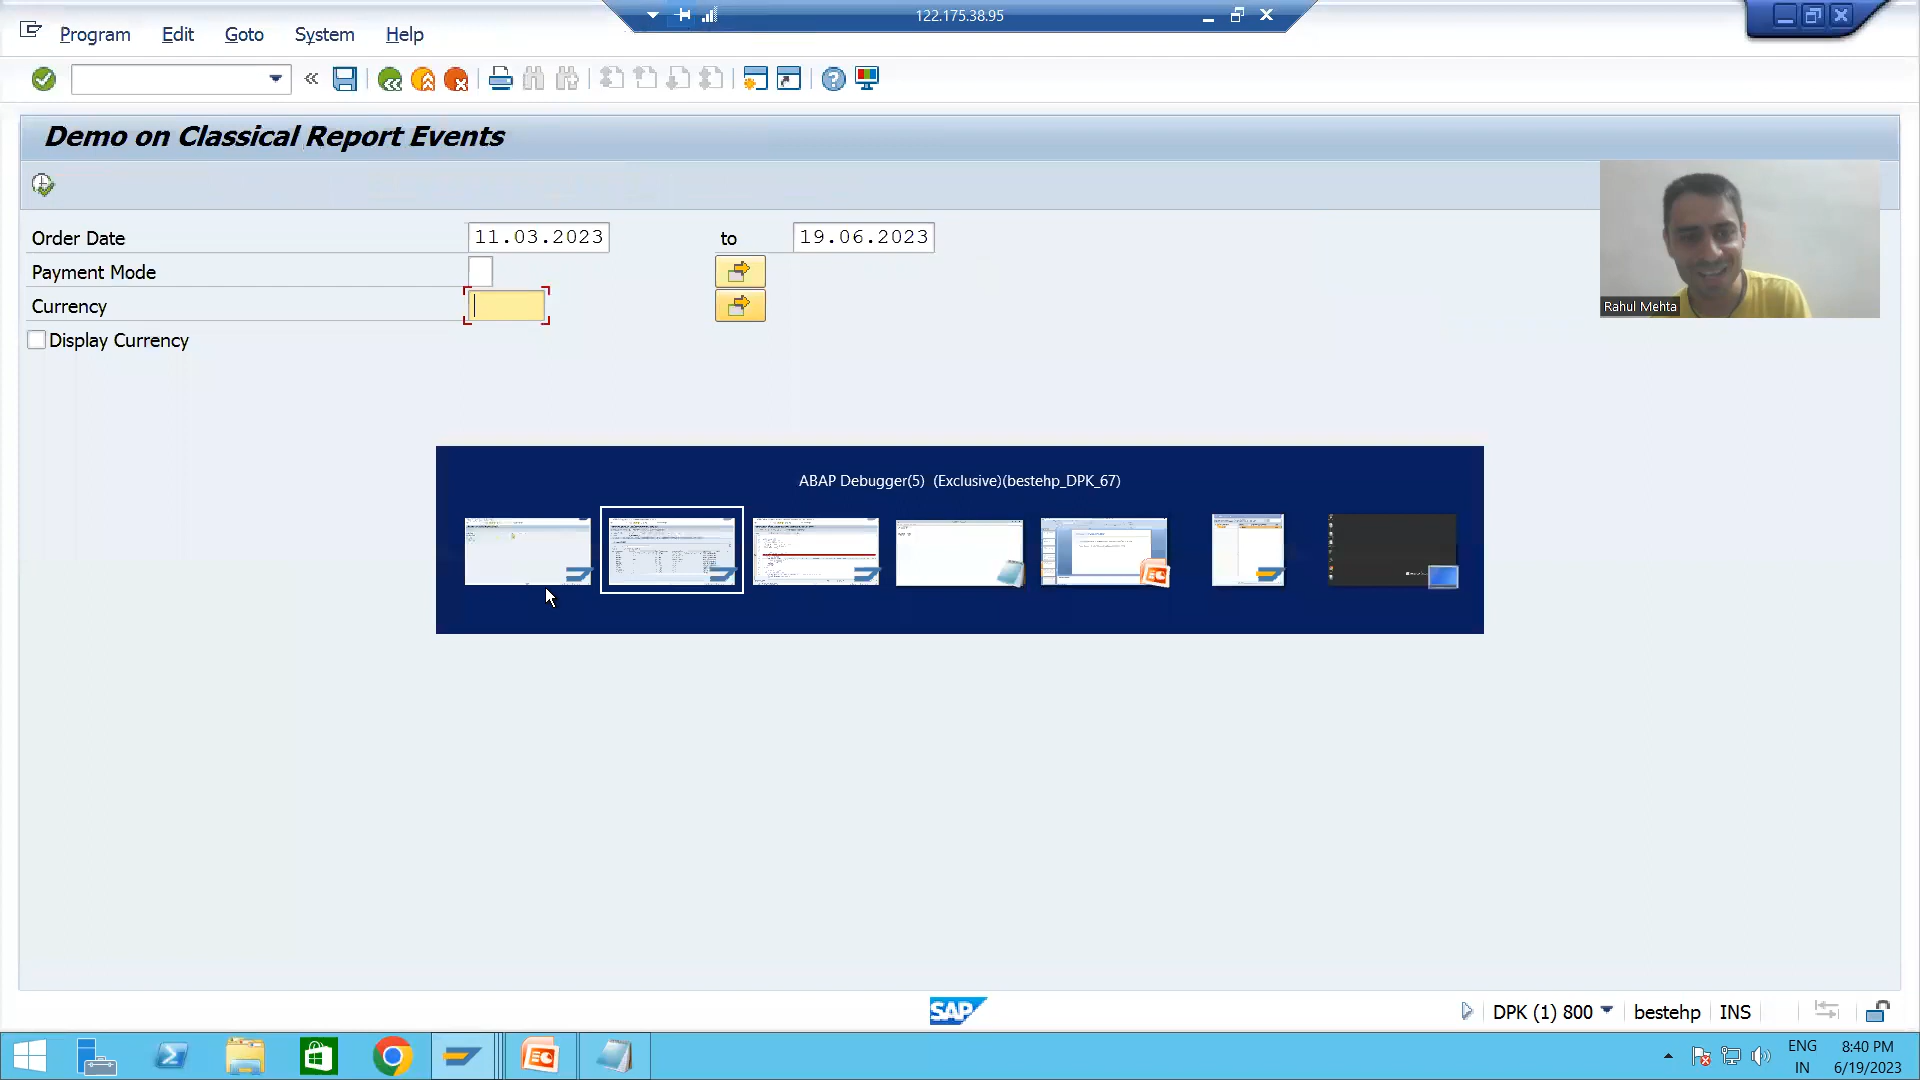 122.175.38.95
Program Edit Goto System Help
Demo on Classical Report Events
Order Date 11.03.2023 to 19.06.2023
Payment Mode
Currency
Display Currency
Rahul Mehta
ABAP Debugger(5) (Exclusive)(bestehp_DPK_67)
SAP
DPK (1) 800 bestehp INS
ENG 8:40 PM
IN 6/19/2023